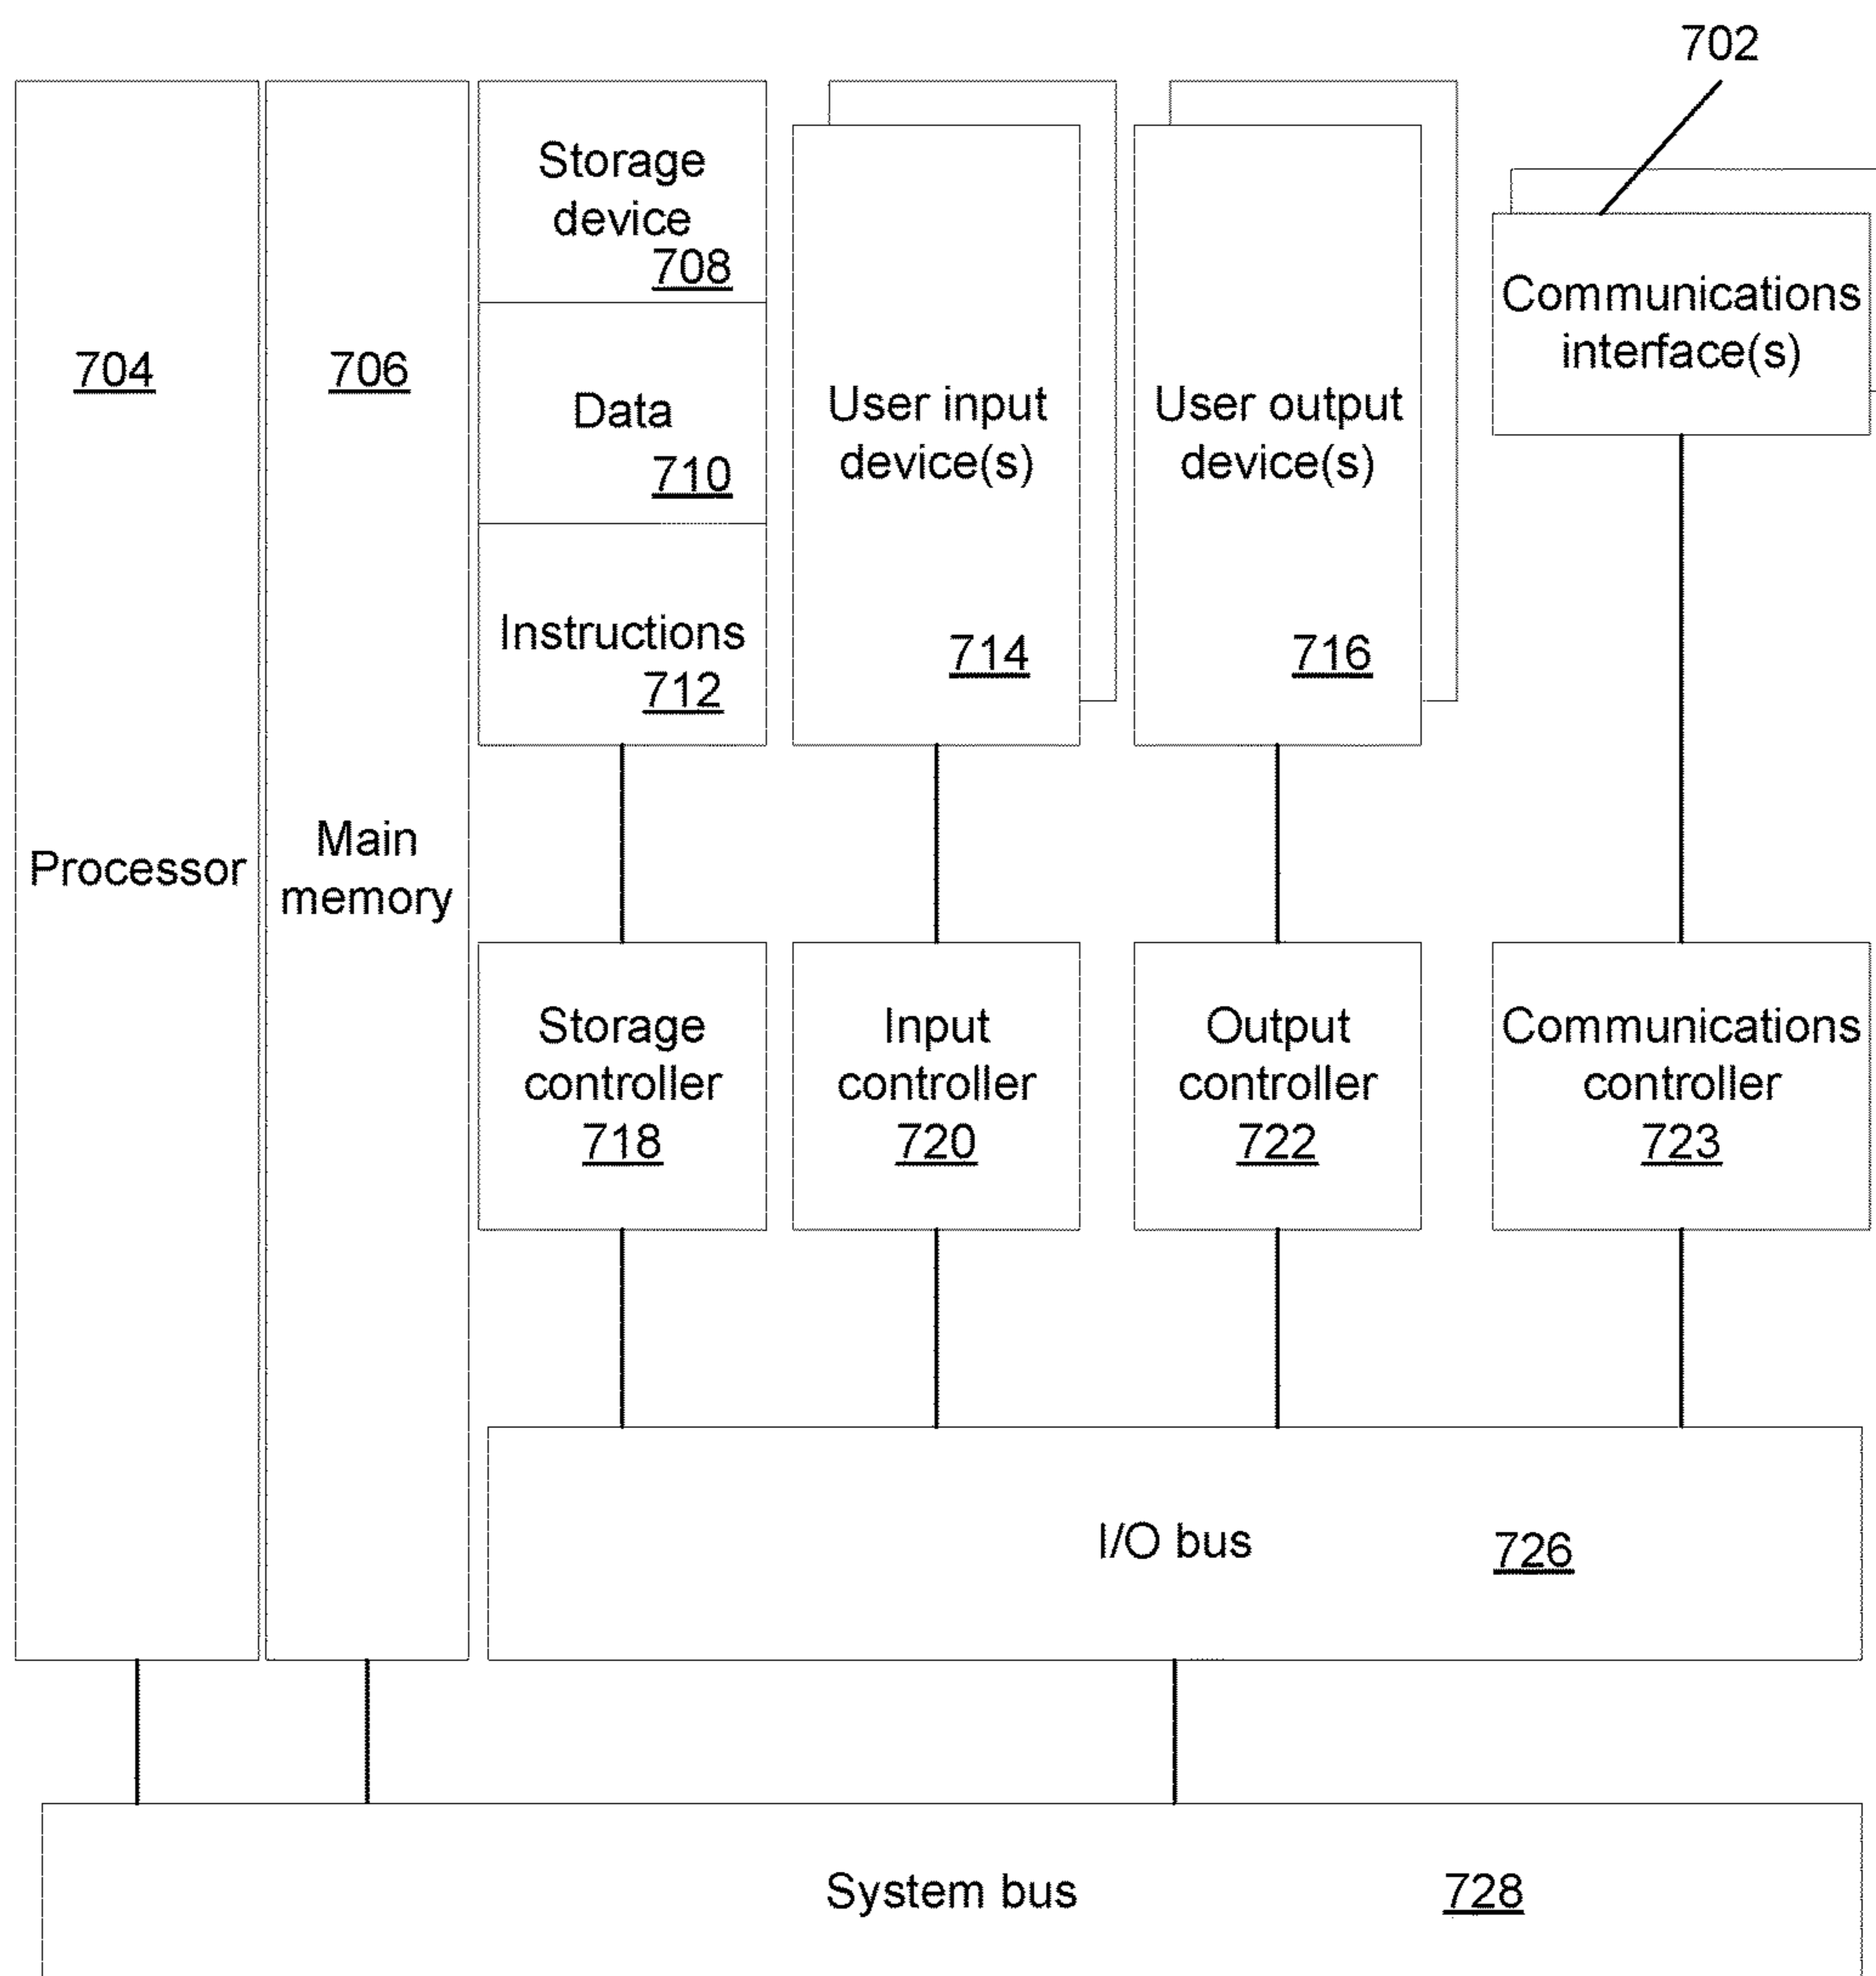 702
704
Processor
706
Main
memory
Storage
device
708
Data
710
Instructions
712
User input
device(s)
714
User output
device(s)
716
Communications
interface(s)
Storage
controller
718
Input
controller
720
Output
controller
722
Communications
controller
723
I/O bus
726
System bus
728